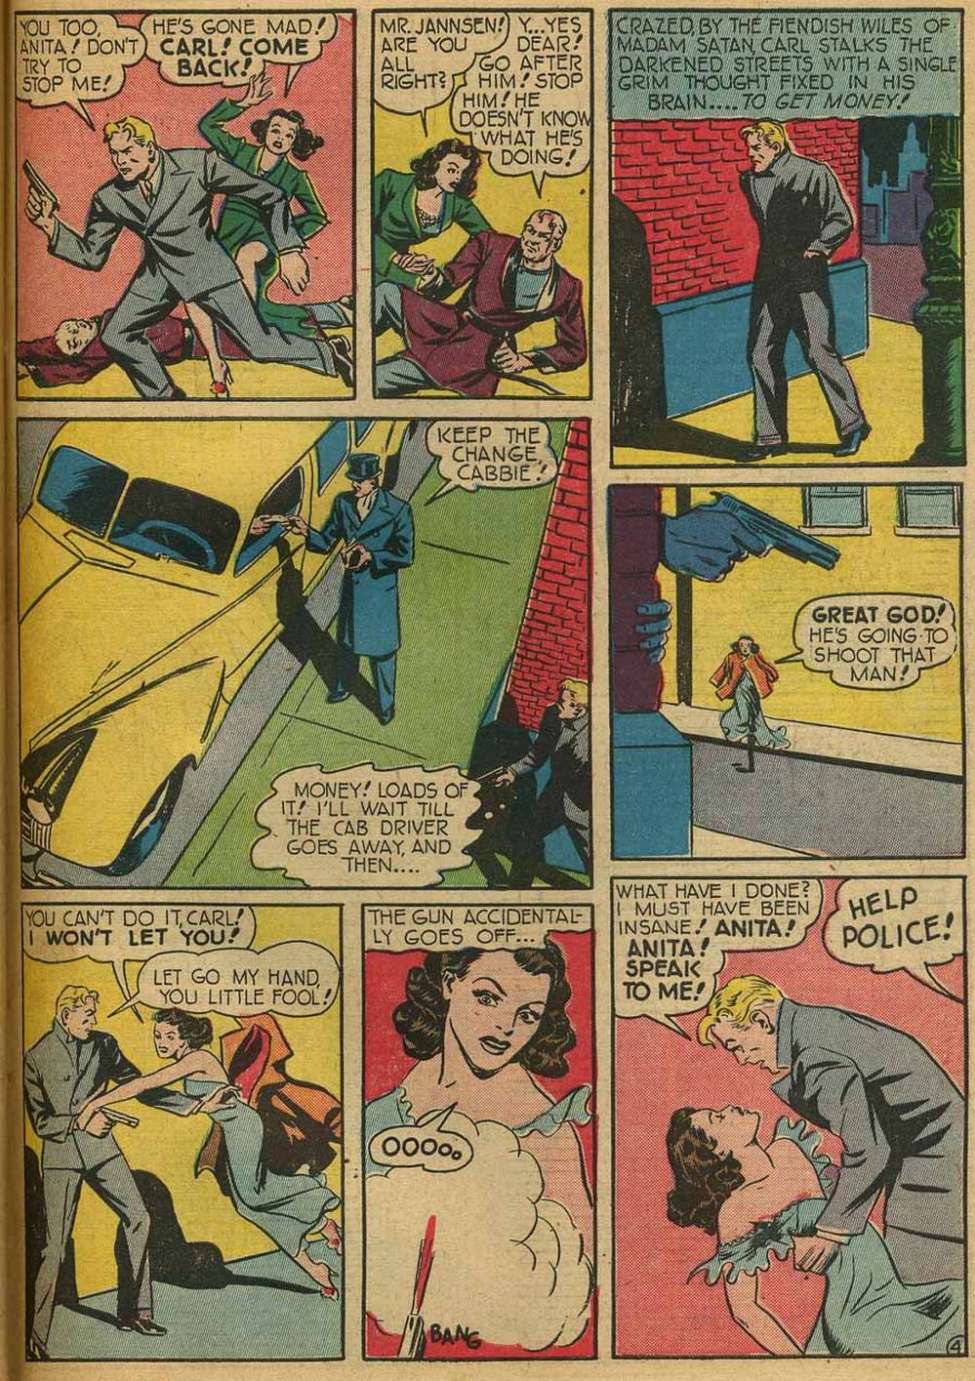 YOU TOO,
ANITA! DON'T
TRY TO
STOP ME!
HE'S GONE MAD!
CARL! COME
BACK!
MR. JANNSEN!
ARE YOU
ALL
RIGHT?
Y...YES
DEAR!
GO AFTER
HIM! STOP
HIM! HE
DOESN'T KNOW
WHAT HE'S
DOING!
CRAZED, BY THE FIENDISH WILES OF
MADAM SATAN, CARL STALKS THE
DARKENED STREETS WITH A SINGLE
GRIM THOUGHT FIXED IN HIS
BRAIN.... TO GET MONEY!
KEEP THE
CHANGE
CABBIE!
MONEY! LOADS OF
IT! I'LL WAIT TILL
THE CAB DRIVER
GOES AWAY, AND
THEN....
GREAT GOD!
HE'S GOING TO
SHOOT THAT
MAN!
YOU CAN'T DO IT, CARL!
I WON'T LET YOU!
LET GO MY HAND,
YOU LITTLE FOOL!
THE GUN ACCIDENTAL-
LY GOES OFF...
OOOOO
BANG
WHAT HAVE I DONE?
I MUST HAVE BEEN
INSANE! ANITA!
ANITA!
SPEAK
TO ME!
HELP
POLICE!
4